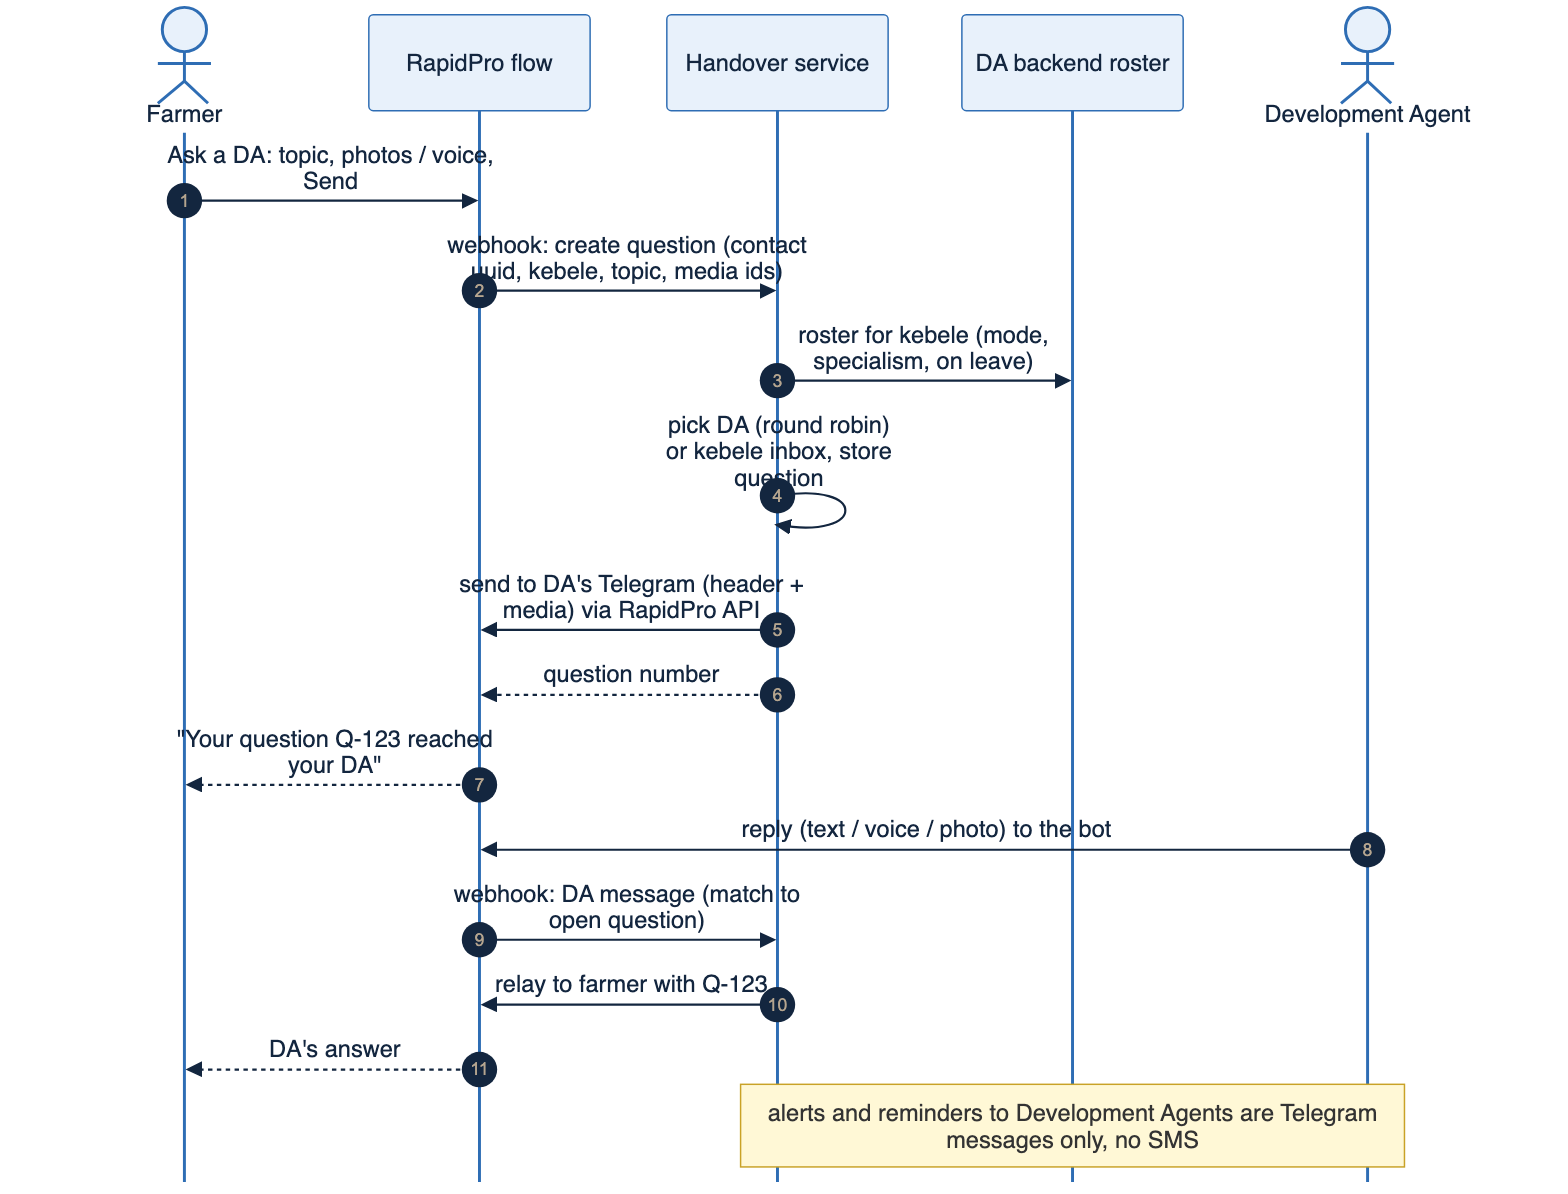 RapidPro flow
Handover service
DA backend roster
Farmer
Development Agent
Ask a DA: topic, photos / voice,
Send
1
webhook: create question (contact
uuid, kebele, topic, media ids)
2
roster for kebele (mode,
specialism, on leave)
3
pick DA (round robin)
or kebele inbox, store
question
4
send to DA's Telegram (header +
media) via RapidPro API
5
question number
6
"Your question Q-123 reached
your DA"
7
reply (text / voice / photo) to the bot
8
webhook: DA message (match to
open question)
9
relay to farmer with Q-123
10
DA's answer
11
alerts and reminders to Development Agents are Telegram
messages only, no SMS